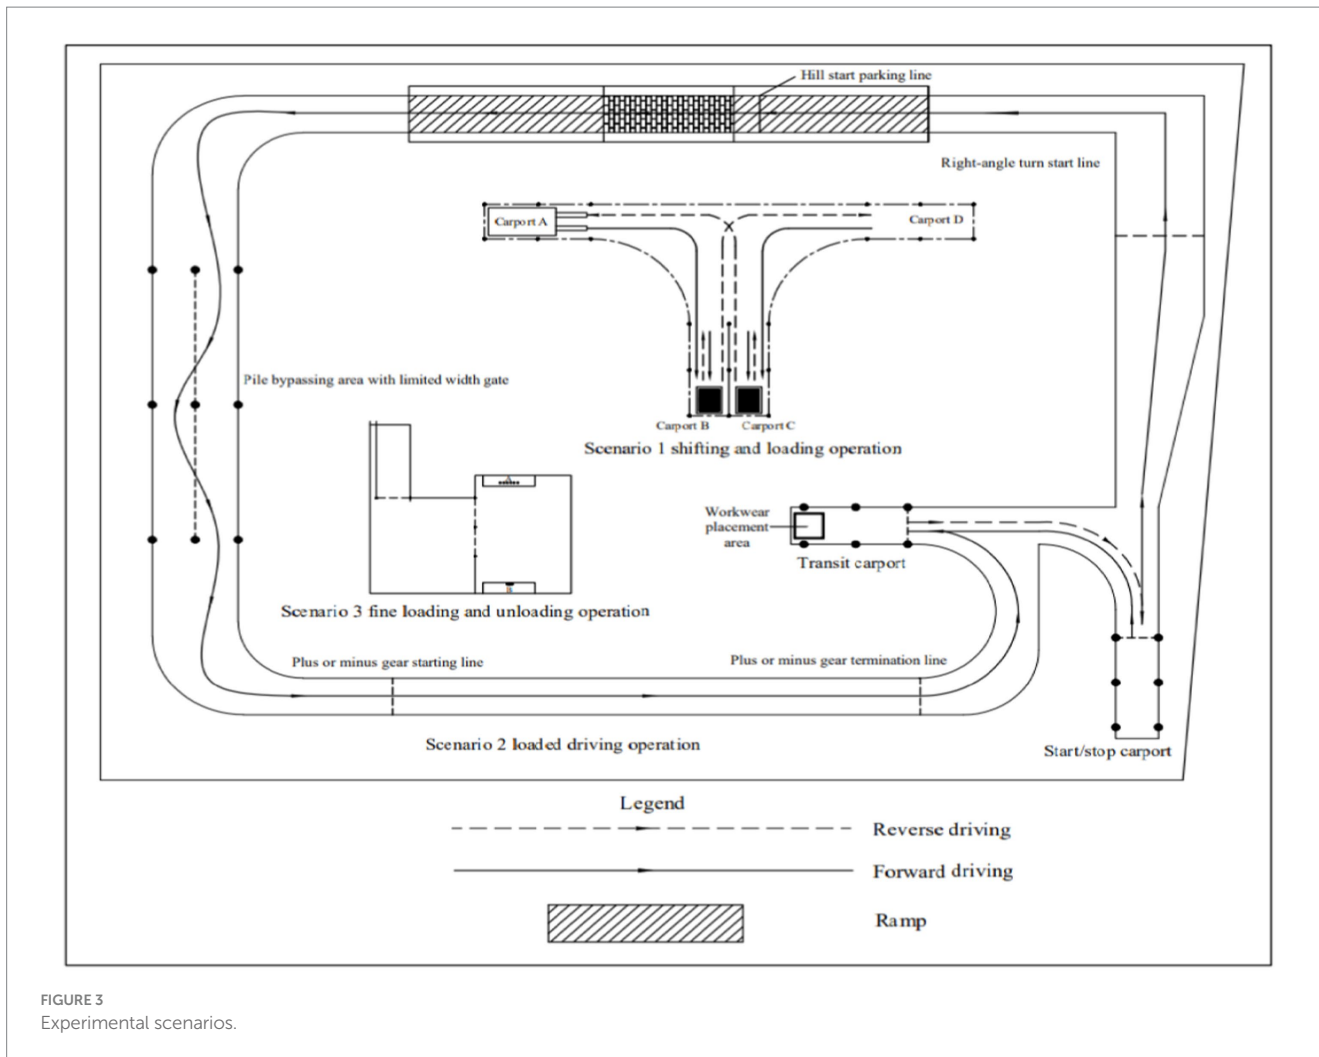 Hill start parking line
Right-angle turn start line
Carport A
Carport D
Pile bypassing area with limited width gate
Carport B
Carport C
Scenario 1 shifting and loading operation
Workwear
placement
area
Transit carport
Scenario 3 fine loading and unloading operation
Plus or minus gear starting line
Plus or minus gear termination line
Scenario 2 loaded driving operation
Start/stop carport
Legend
Reverse driving
Forward driving
Ramp
FIGURE 3
Experimental scenarios.